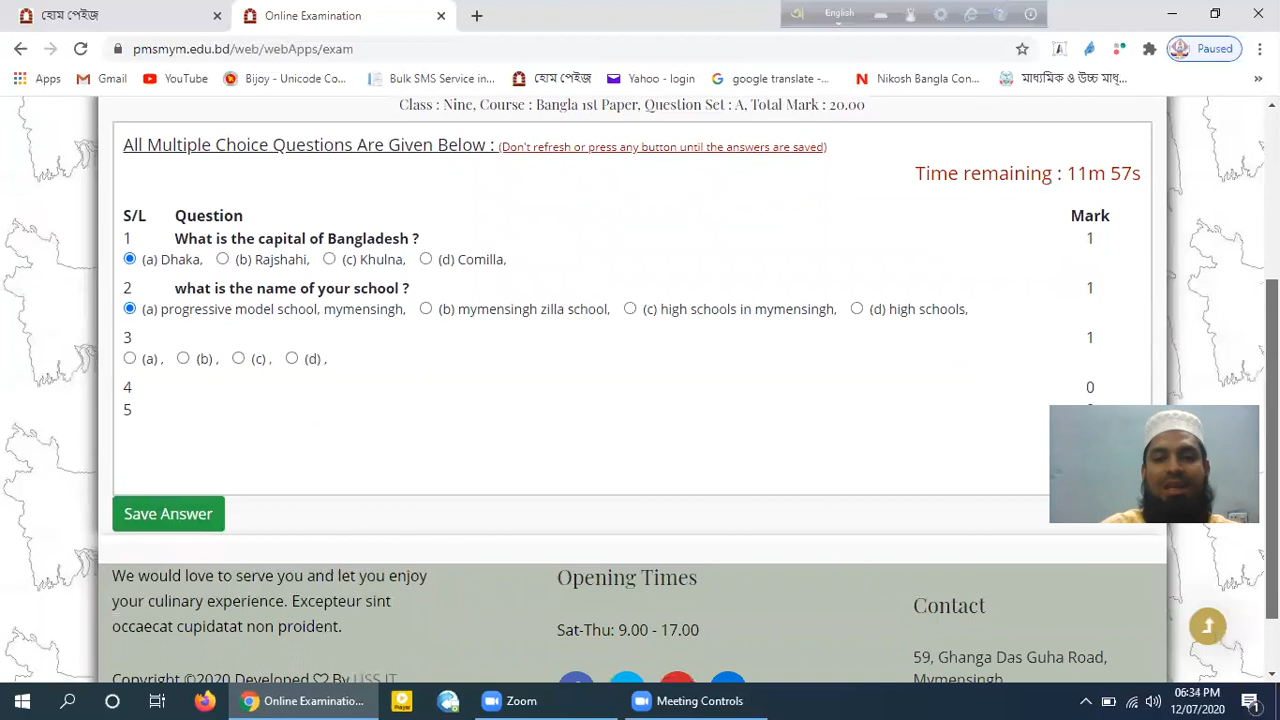 হোম পেইজ
Online Examination
English
pmsmym.edu.bd/web/webApps/exam
Paused
Apps
Gmail
YouTube
Bijoy - Unicode Co...
Bulk SMS Service in...
হোম পেইজ
Yahoo - login
google translate -...
Nikosh Bangla Con...
মাধ্যমিক ও উচ্চ মাধ্...
Class : Nine, Course : Bangla 1st Paper, Question Set : A, Total Mark : 20.00
All Multiple Choice Questions Are Given Below : (Don't refresh or press any button until the answers are saved)
Time remaining : 11m 57s
S/L Question Mark
1 What is the capital of Bangladesh ? 1
(a) Dhaka, (b) Rajshahi, (c) Khulna, (d) Comilla,
2 what is the name of your school ? 1
(a) progressive model school, mymensingh, (b) mymensingh zilla school, (c) high schools in mymensingh, (d) high schools,
3 1
(a) , (b) , (c) , (d) ,
4 0
5
Save Answer
We would love to serve you and let you enjoy
your culinary experience. Excepteur sint
occaecat cupidatat non proident.
Copyright ©2020 Developed ♡ By USS IT
Opening Times
Sat-Thu: 9.00 - 17.00
Contact
59, Ghanga Das Guha Road,
Mymensingh
Online Examinatio...
Zoom
Meeting Controls
06:34 PM
12/07/2020